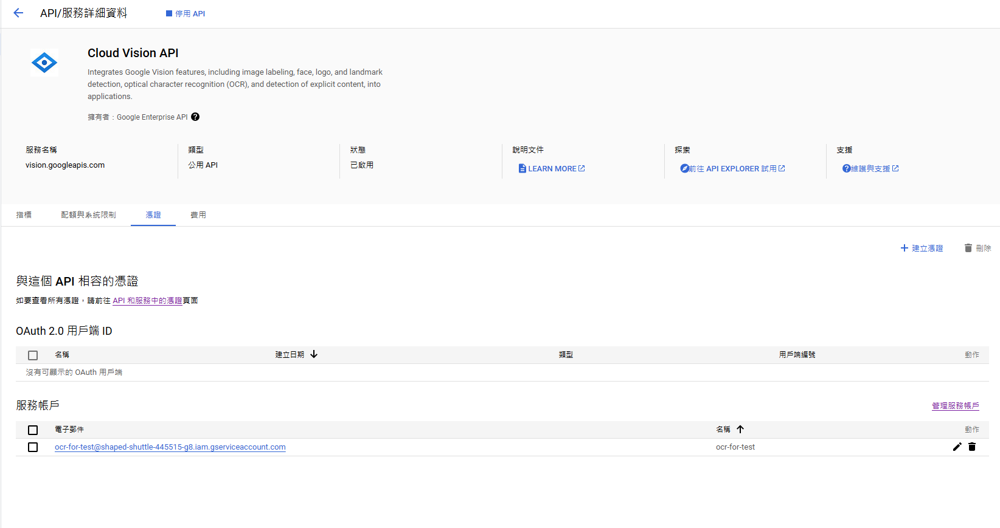 API/服務詳細資料
停用 API
Cloud Vision API
Integrates Google Vision features, including image labeling, face, logo, and landmark
detection, optical character recognition (OCR), and detection of explicit content, into
applications.
擁有者：Google Enterprise API
服務名稱 類型 狀態 說明文件 探索 支援
vision.googleapis.com 公用 API 已啟用 LEARN MORE 前往 API EXPLORER 試用 維護與支援
指標 配額與系統限制 憑證 費用
建立憑證 刪除
與這個 API 相容的憑證
如要查看所有憑證，請前往 API 和服務中的憑證頁面
OAuth 2.0 用戶端 ID
名稱 建立日期 類型 用戶端編號 動作
沒有可顯示的 OAuth 用戶端
服務帳戶 管理服務帳戶
電子郵件 名稱 動作
ocr-for-test@shaped-shuttle-445515-g8.iam.gserviceaccount.com ocr-for-test